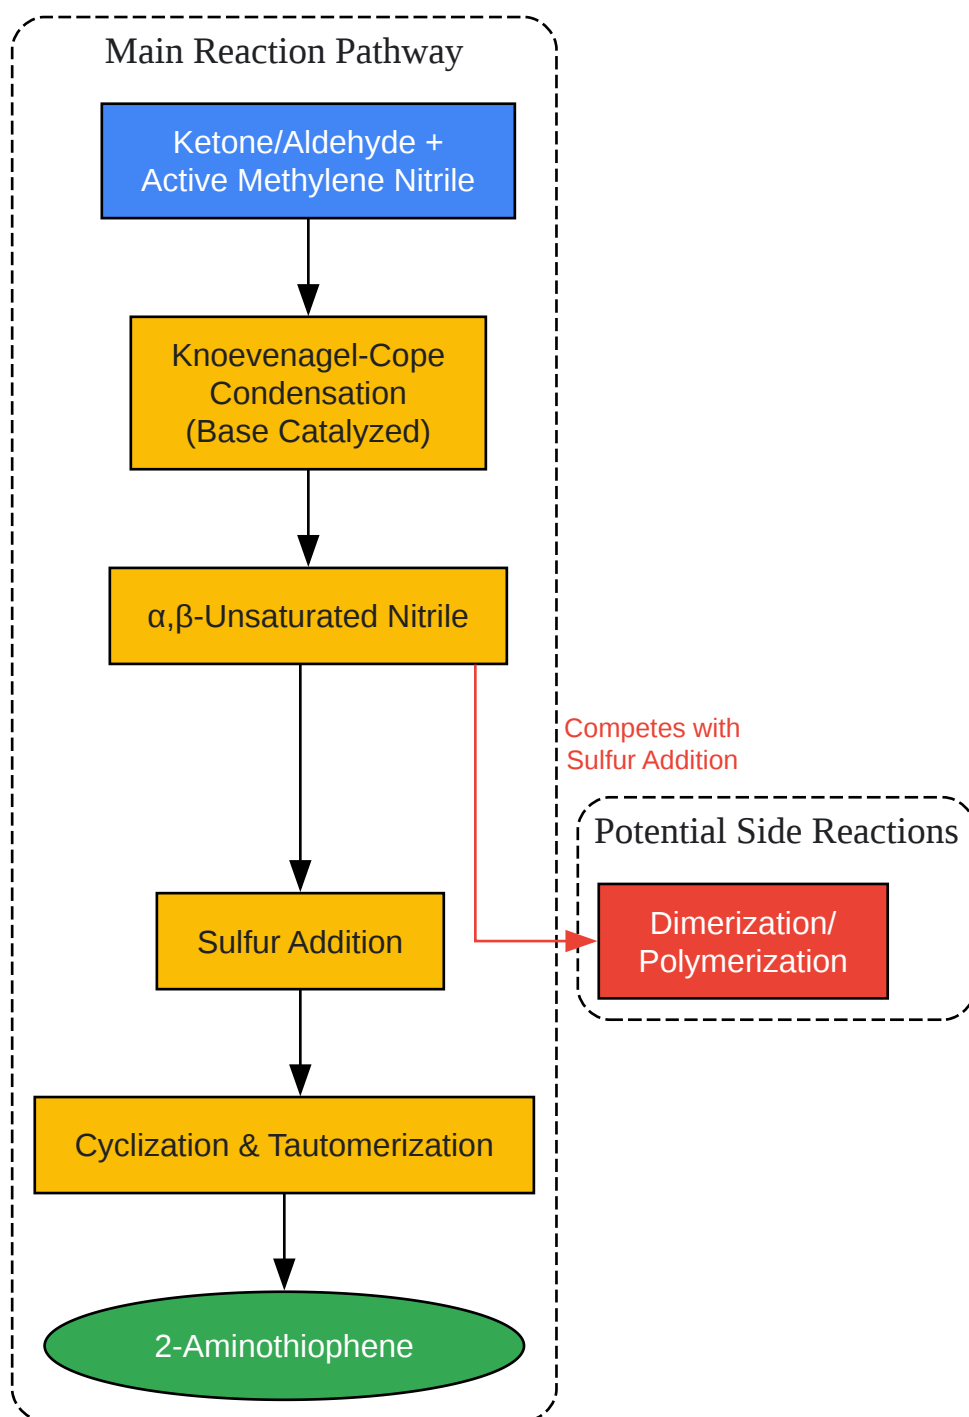 Main Reaction Pathway
Ketone/Aldehyde +
Active Methylene Nitrile
Knoevenagel-Cope
Condensation
(Base Catalyzed)
α,β-Unsaturated Nitrile
Competes with
Sulfur Addition
Potential Side Reactions
Dimerization/
Polymerization
Sulfur Addition
Cyclization & Tautomerization
2-Aminothiophene